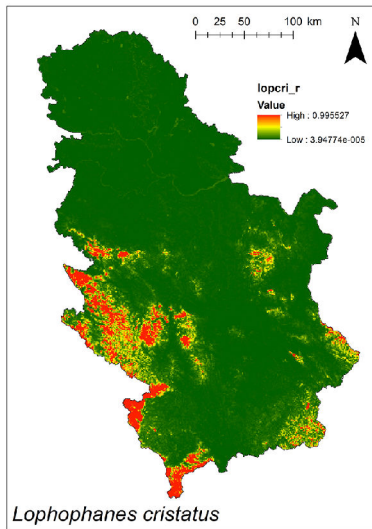 0 25 50 100 km
N
lopcri_r
Value
High : 0.995527
Low : 3.94774e-005
Lophophanes cristatus